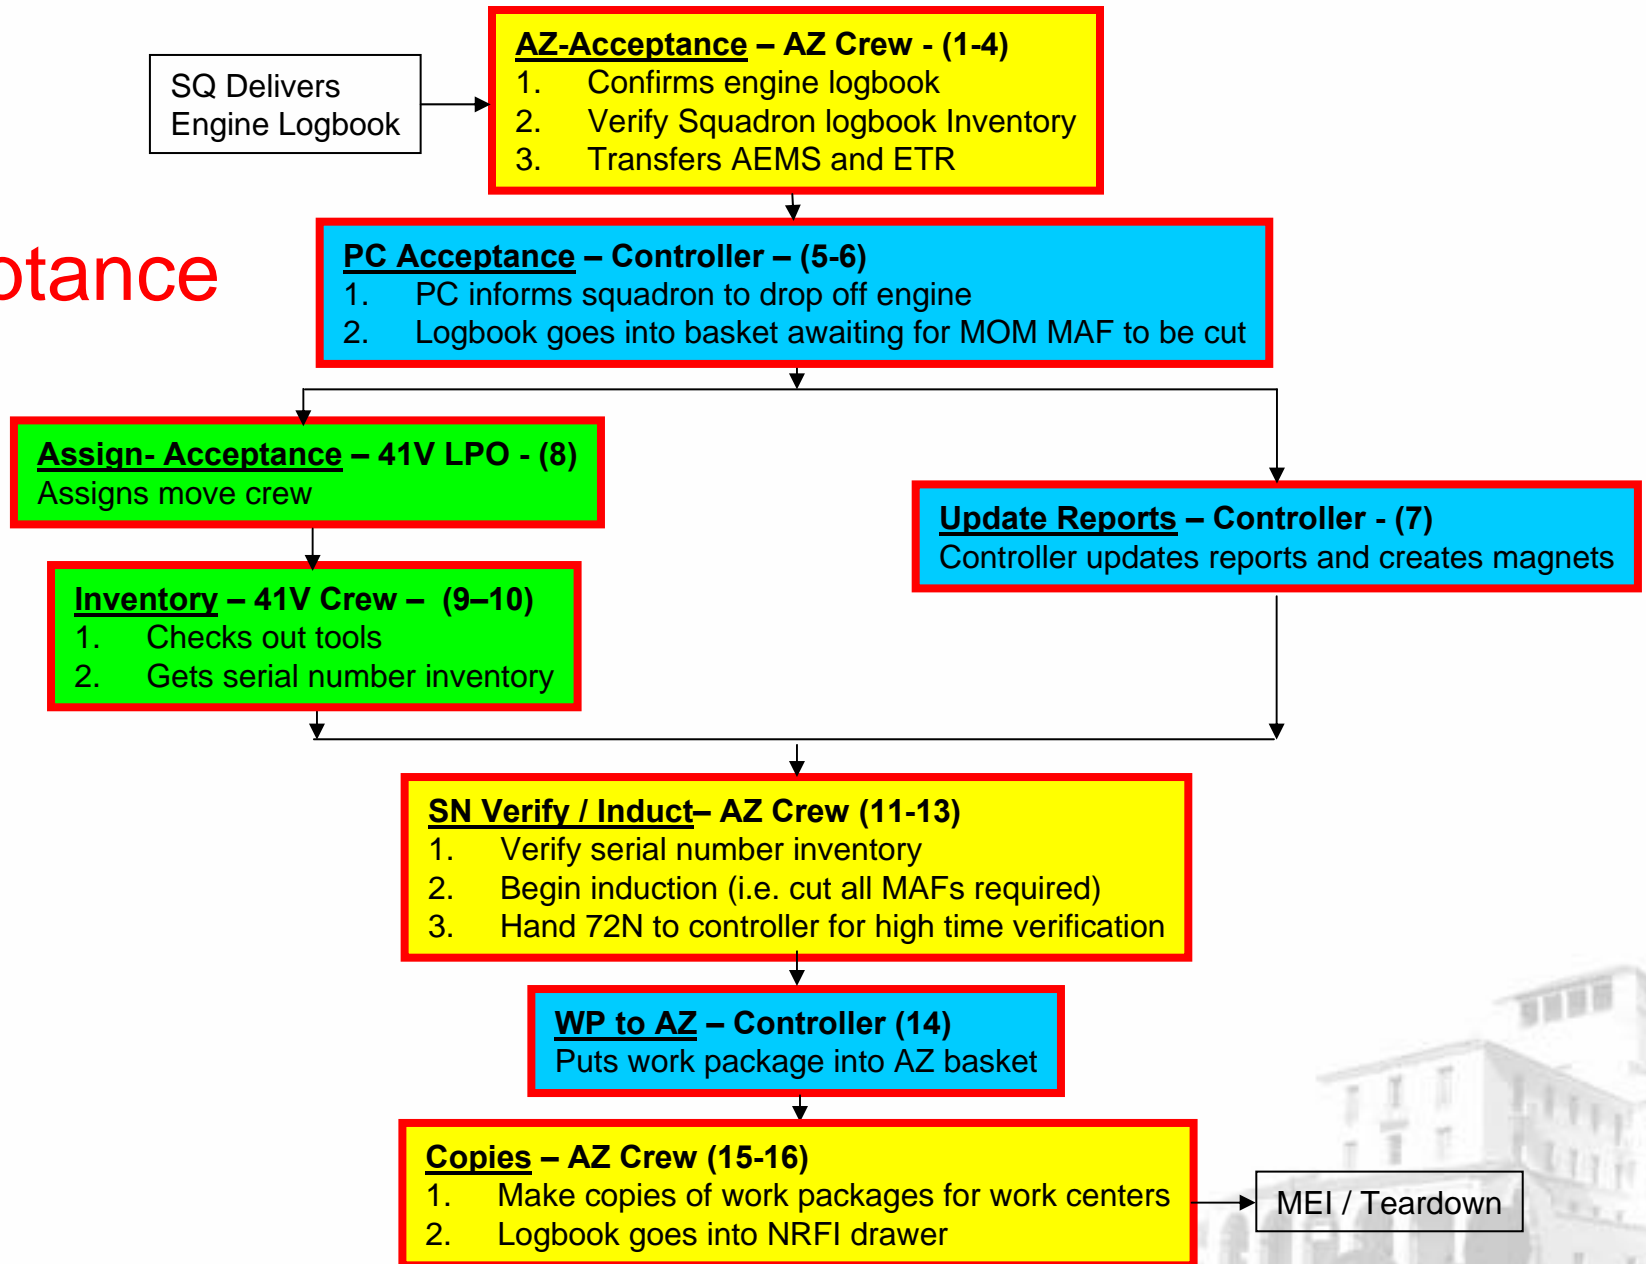 SQ Delivers
Engine Logbook
AZ-Acceptance – AZ Crew - (1-4)
1. Confirms engine logbook
2. Verify Squadron logbook Inventory
3. Transfers AEMS and ETR
ptance
PC Acceptance – Controller – (5-6)
1. PC informs squadron to drop off engine
2. Logbook goes into basket awaiting for MOM MAF to be cut
Assign- Acceptance – 41V LPO - (8)
Assigns move crew
Update Reports – Controller - (7)
Controller updates reports and creates magnets
Inventory – 41V Crew – (9–10)
1. Checks out tools
2. Gets serial number inventory
SN Verify / Induct– AZ Crew (11-13)
1. Verify serial number inventory
2. Begin induction (i.e. cut all MAFs required)
3. Hand 72N to controller for high time verification
WP to AZ – Controller (14)
Puts work package into AZ basket
Copies – AZ Crew (15-16)
1. Make copies of work packages for work centers
2. Logbook goes into NRFI drawer
MEI / Teardown